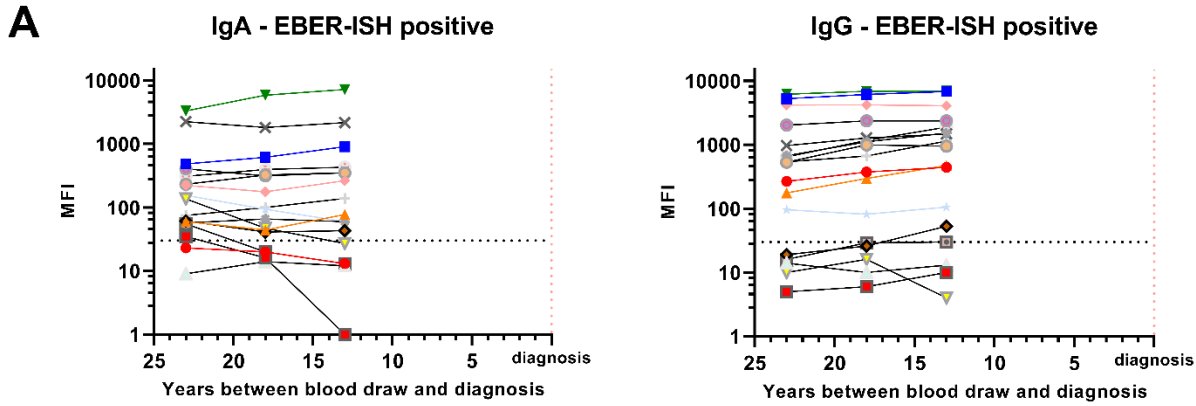 A
IgA - EBER-ISH positive
MFI
10000
1000
100
10
1
25
20
15
10
5
diagnosis
Years between blood draw and diagnosis
IgG - EBER-ISH positive
MFI
10000
1000
100
10
1
25
20
15
10
5
diagnosis
Years between blood draw and diagnosis